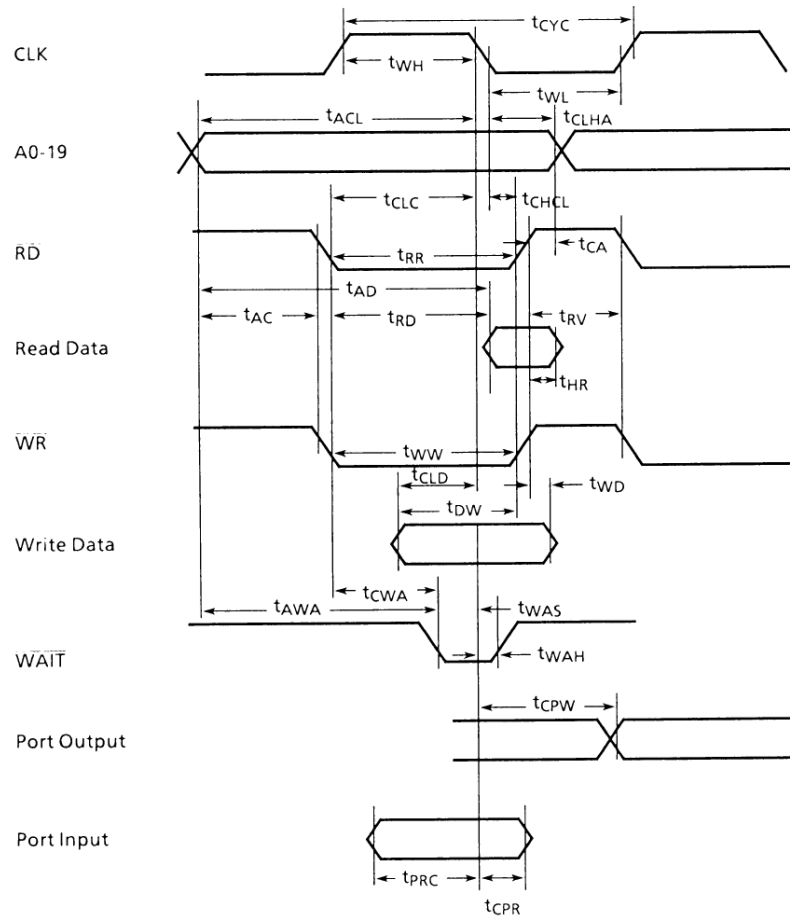 tCYC
CLK
tWH
tWL
tACL
tCLHA
A0-19
tCLC
tCHCL
RD
tRR
tCA
tAD
tAC
tRD
tRV
Read Data
tHR
WR
tWW
tCLD
tWD
tDW
Write Data
tCWA
tAWA
tWAS
WAIT
tWAH
tCPW
Port Output
Port Input
tPRC
tCPR